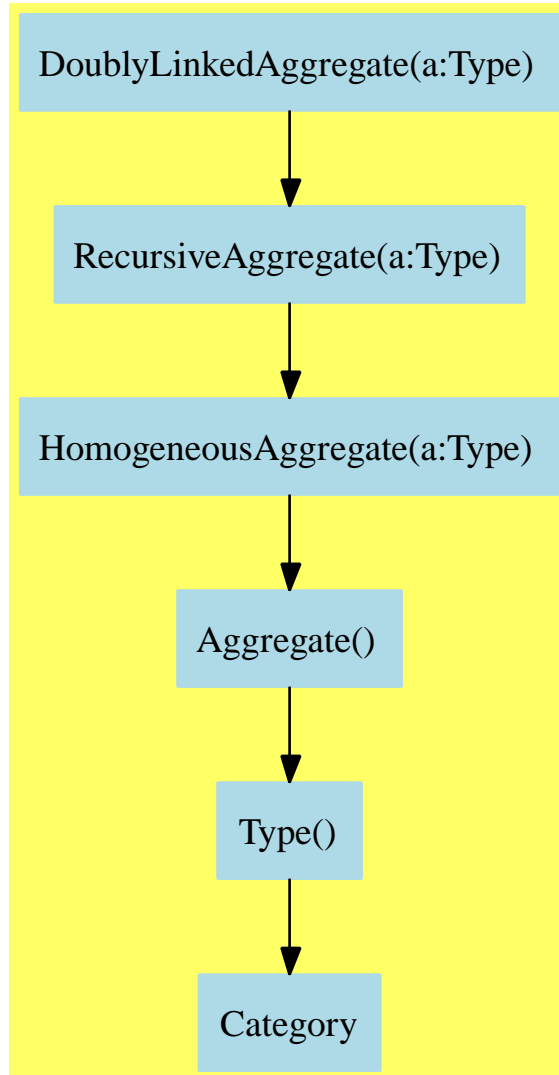 DoublyLinkedAggregate(a:Type)
RecursiveAggregate(a:Type)
HomogeneousAggregate(a:Type)
Aggregate()
Type()
Category